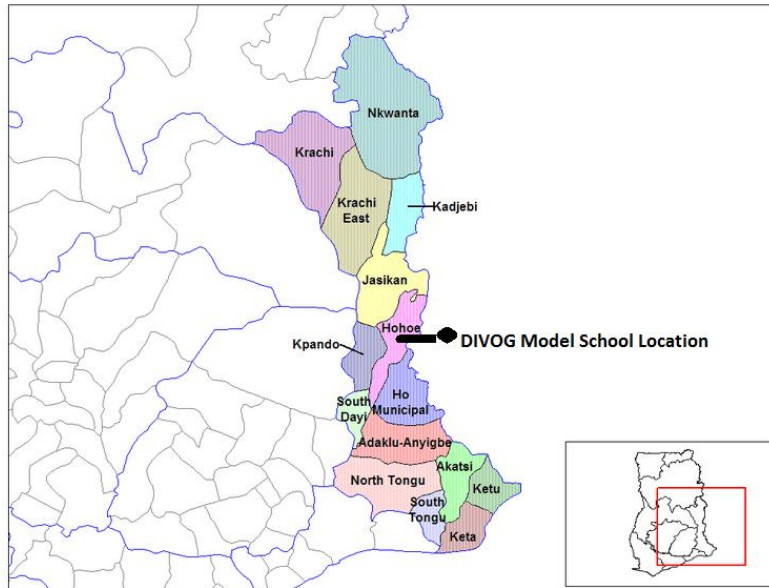 Nkwanta
Krachi
Krachi
East
Kadjebi
Jasikan
Hohoe
DIVOG Model School Location
Kpando
Ho
Municipal
South
Dayi
Adaklu-Anyigbe
Akatsi
North Tongu
Ketu
South
Tongu
Keta